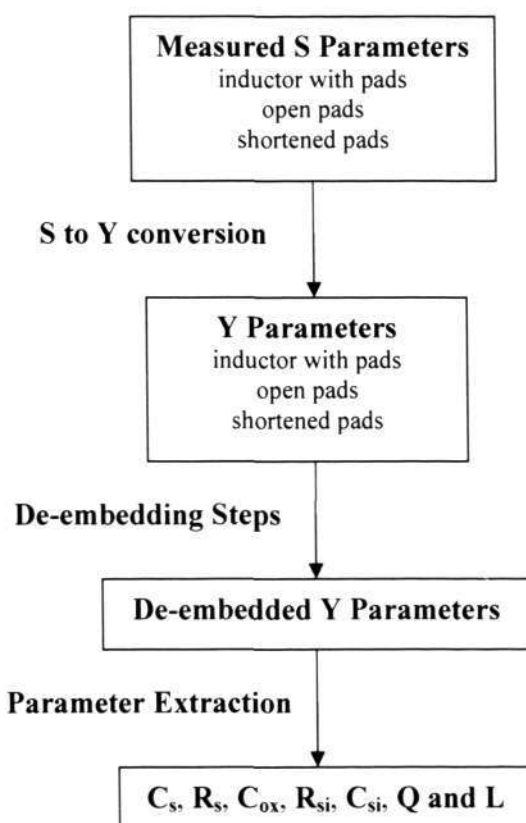 Measured S Parameters
inductor with pads
open pads
shortened pads
S to Y conversion
Y Parameters
inductor with pads
open pads
shortened pads
De-embedding Steps
De-embedded Y Parameters
Parameter Extraction
Cs, Rs, Cox, Rsi, Csi, Q and L